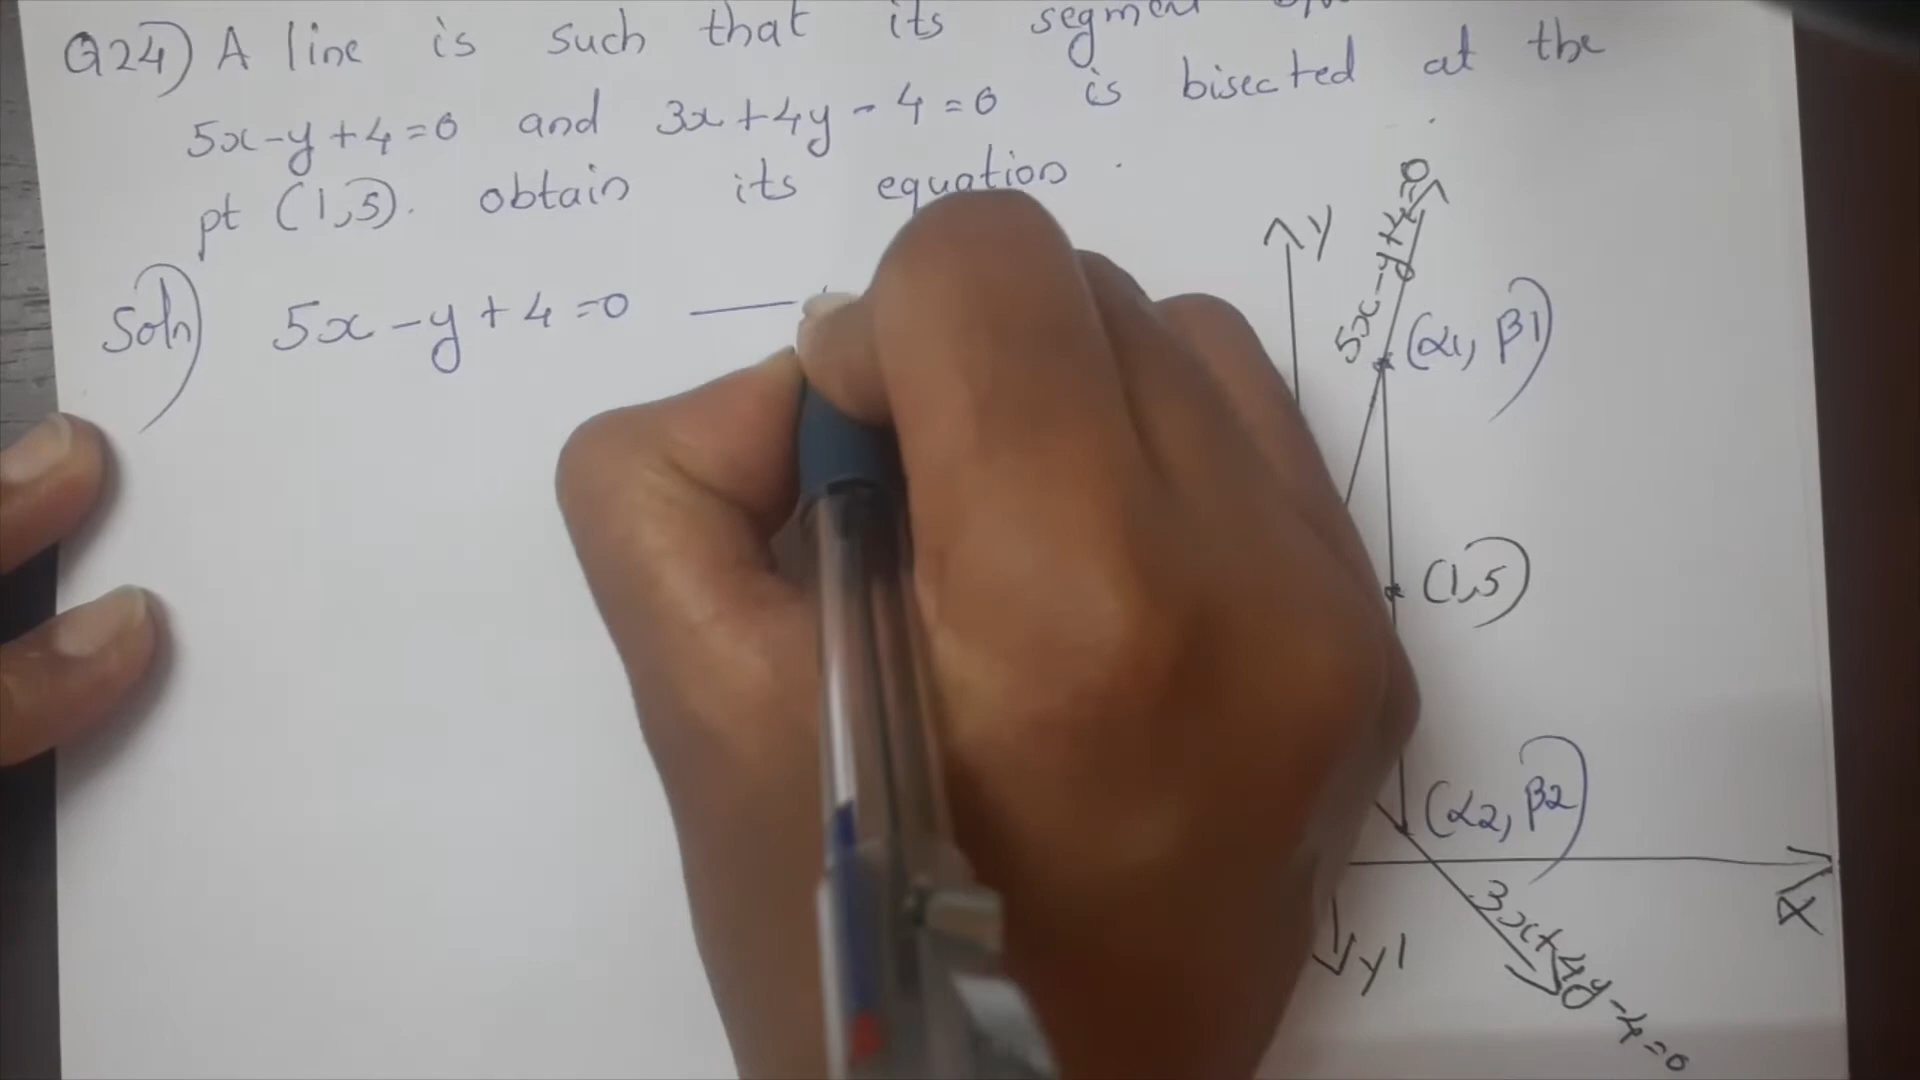 Q24) A line is such that its
5x-y+4=0 and 3x+4y-4=0 is bisected at the
pt (1,5). obtain its equation.
Soln) 5x-y+4=0
y
5x-y+4=0
(α1, β1)
(1,5)
(α2, β2)
x
y'
3x+4y-4=0